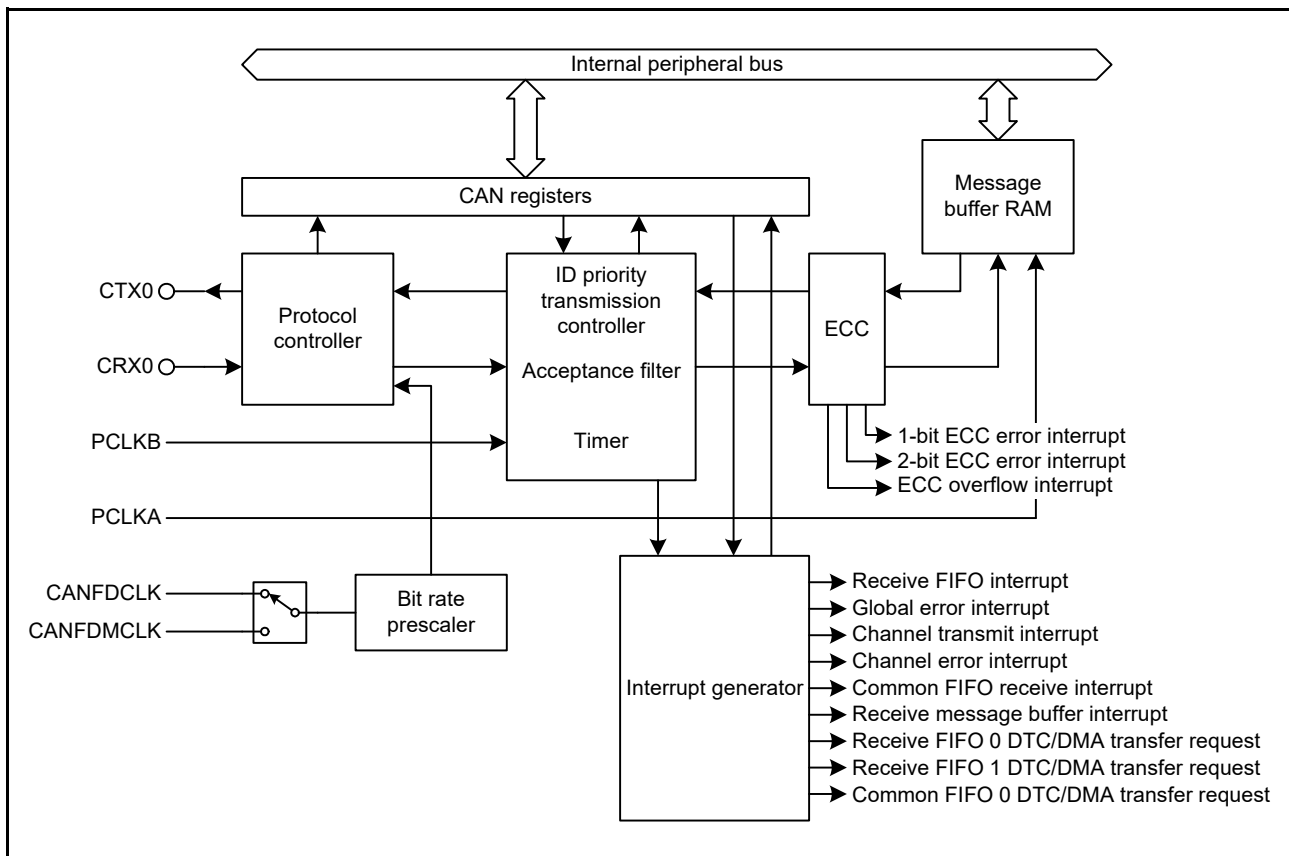 Internal peripheral bus
Message
buffer RAM
CAN registers
CTX0
CRX0
Protocol
controller
ID priority
transmission
controller
Acceptance filter
Timer
ECC
PCLKB
PCLKA
1-bit ECC error interrupt
2-bit ECC error interrupt
ECC overflow interrupt
CANFDCLK
CANFDMCLK
Bit rate
prescaler
Interrupt generator
Receive FIFO interrupt
Global error interrupt
Channel transmit interrupt
Channel error interrupt
Common FIFO receive interrupt
Receive message buffer interrupt
Receive FIFO 0 DTC/DMA transfer request
Receive FIFO 1 DTC/DMA transfer request
Common FIFO 0 DTC/DMA transfer request